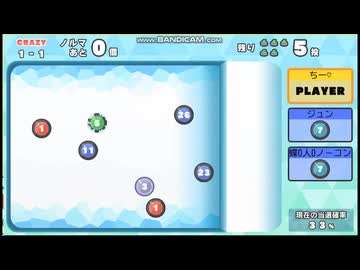 CRAZY
1 - 1
ノルマ
あと0個
www.BANDICAM.com
残り
5投
ちー♡
PLAYER
ジュン
7
蝶0人0ノーコン
7
現在の当選確率
33%
1
5
26
11
3
23
1